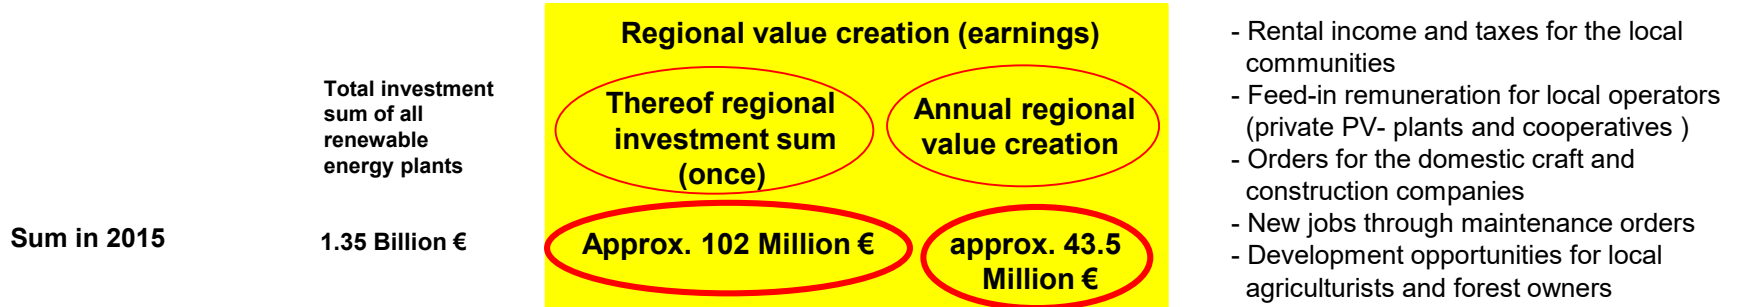 Regional value creation (earnings)
Total investment
sum of all
renewable
energy plants
Thereof regional
investment sum
(once)
Annual regional
value creation
Sum in 2015
1.35 Billion €
Approx. 102 Million €
approx. 43.5
Million €
- Rental income and taxes for the local
communities
- Feed-in remuneration for local operators
(private PV- plants and cooperatives )
- Orders for the domestic craft and
construction companies
- New jobs through maintenance orders
- Development opportunities for local
agriculturists and forest owners